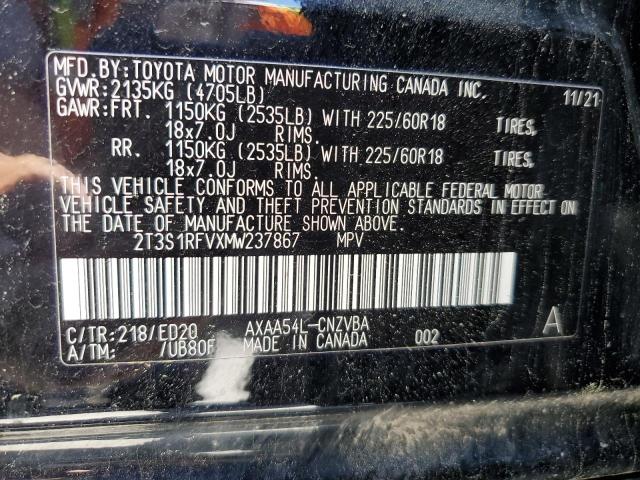 MFD.BY:TOYOTA MOTOR MANUFACTURING CANADA INC.
GVWR:2135KG (4705LB) 11/21
GAWR:FRT. 1150KG (2535LB) WITH 225/60R18 TIRES,
18x7.0J RIMS.
RR. 1150KG (2535LB) WITH 225/60R18 TIRES,
18x7.0J RIMS.
THIS VEHICLE CONFORMS TO ALL APPLICABLE FEDERAL MOTOR
VEHICLE SAFETY AND THEFT PREVENTION STANDARDS IN EFFECT ON
THE DATE OF MANUFACTURE SHOWN ABOVE.
2T3S1RFVXMW237867 MPV
C/TR:218/ED20 AXAA54L-CNZVBA A
A/TM: /UB80F MADE IN CANADA 002